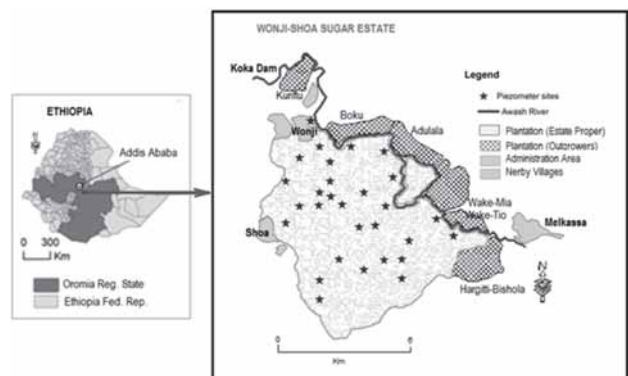 WONJI-SHOA SUGAR ESTATE
Koka Dam
Kuriftu
Wonji
Boku
Adulala
Wake-Mia
Wake-Tio
Melkassa
Shoa
Hargitti-Bishola
N
0
6
Km.
Legend
Piezometer sites
Awash River
Plantation (Estate Proper)
Plantation (Outgrowers)
Administration Area
Nerby Villages
ETHIOPIA
Addis Ababa
0 300
Km
Oromia Reg. State
Ethiopia Fed. Rep.